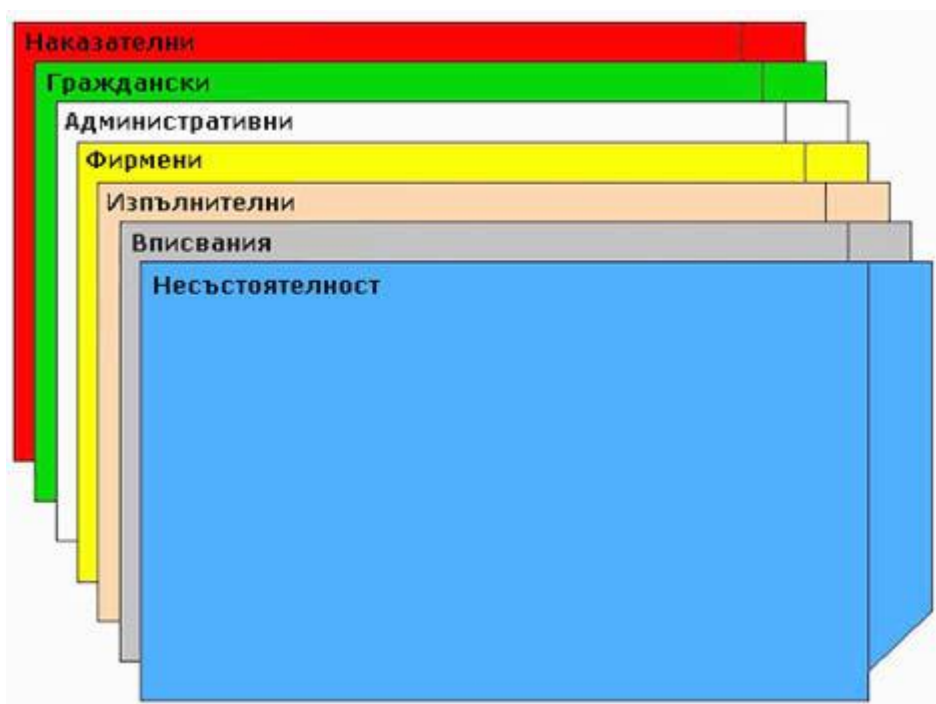 Наказателни
Граждански
Административни
Фирмени
Изпълнителни
Вписвания
Несъстоятелност